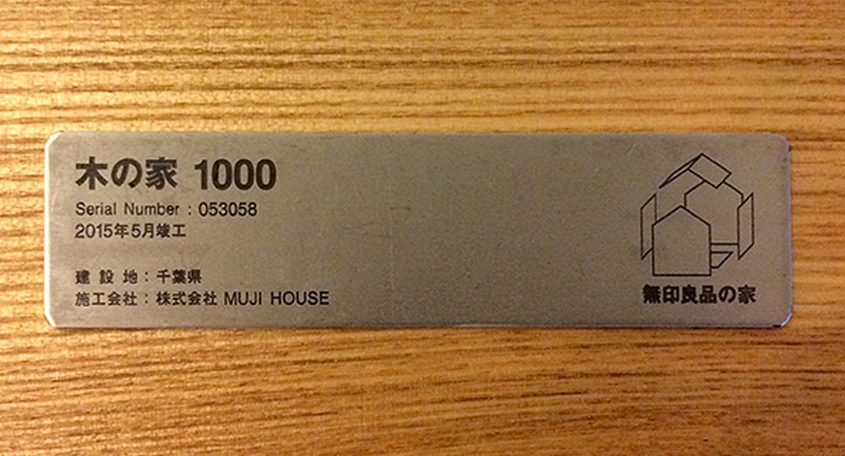 木の家 1000
Serial Number : 053058
2015年5月竣工
建 設 地 : 千葉県
施工会社 : 株式会社 MUJI HOUSE
無印良品の家